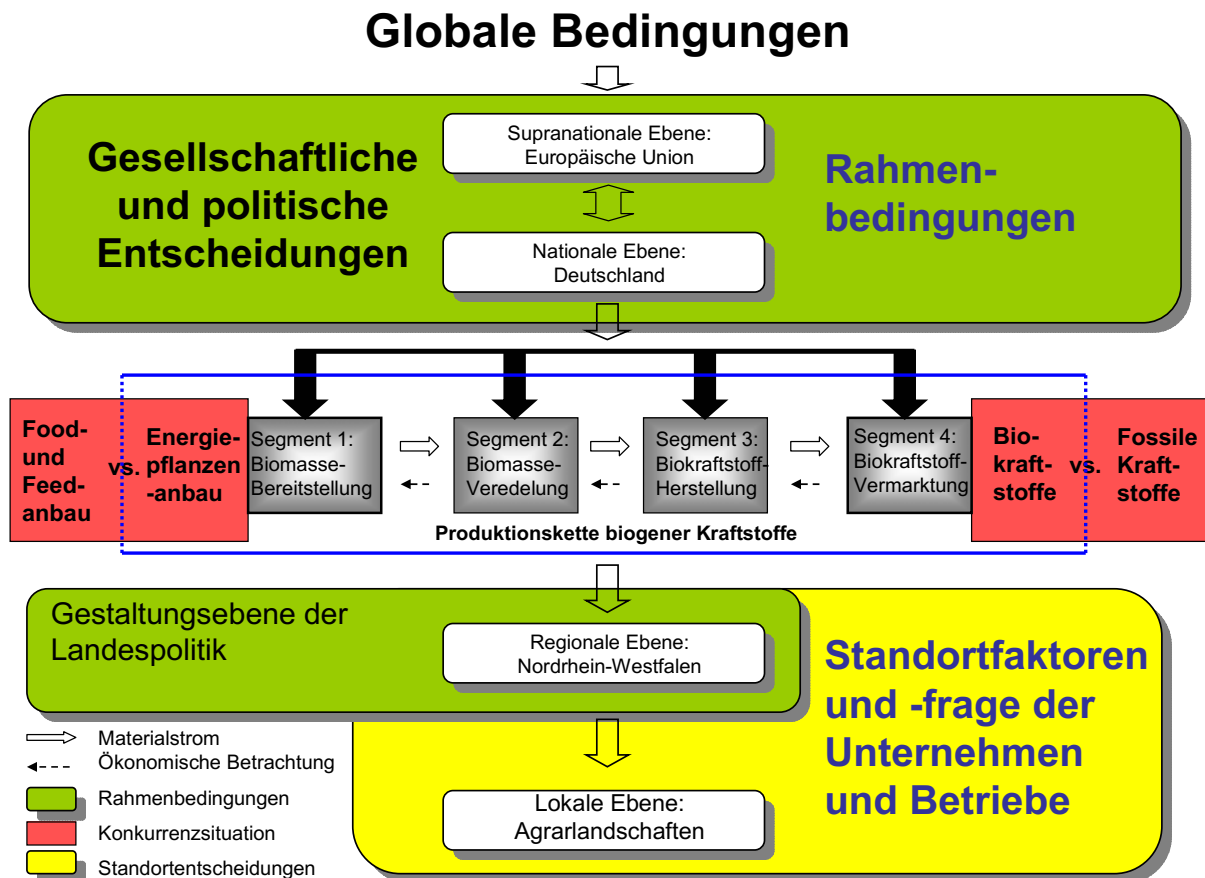 Globale Bedingungen
Gesellschaftliche
und politische
Entscheidungen
Supranationale Ebene:
Europäische Union
Nationale Ebene:
Deutschland
Rahmen-
bedingungen
Food-
und
Feed-
anbau
vs.
Energie-
pflanzen
-anbau
Segment 1:
Biomasse-
Bereitstellung
Segment 2:
Biomasse-
Veredelung
Segment 3:
Biokraftstoff-
Herstellung
Segment 4:
Biokraftstoff-
Vermarktung
Bio-
kraft-
stoffe
vs.
Fossile
Kraft-
stoffe
Produktionskette biogener Kraftstoffe
Gestaltungsebene der
Landespolitik
Regionale Ebene:
Nordrhein-Westfalen
Standortfaktoren
und -frage der
Unternehmen
und Betriebe
Lokale Ebene:
Agrarlandschaften
Materialstrom
Ökonomische Betrachtung
Rahmenbedingungen
Konkurrenzsituation
Standortentscheidungen